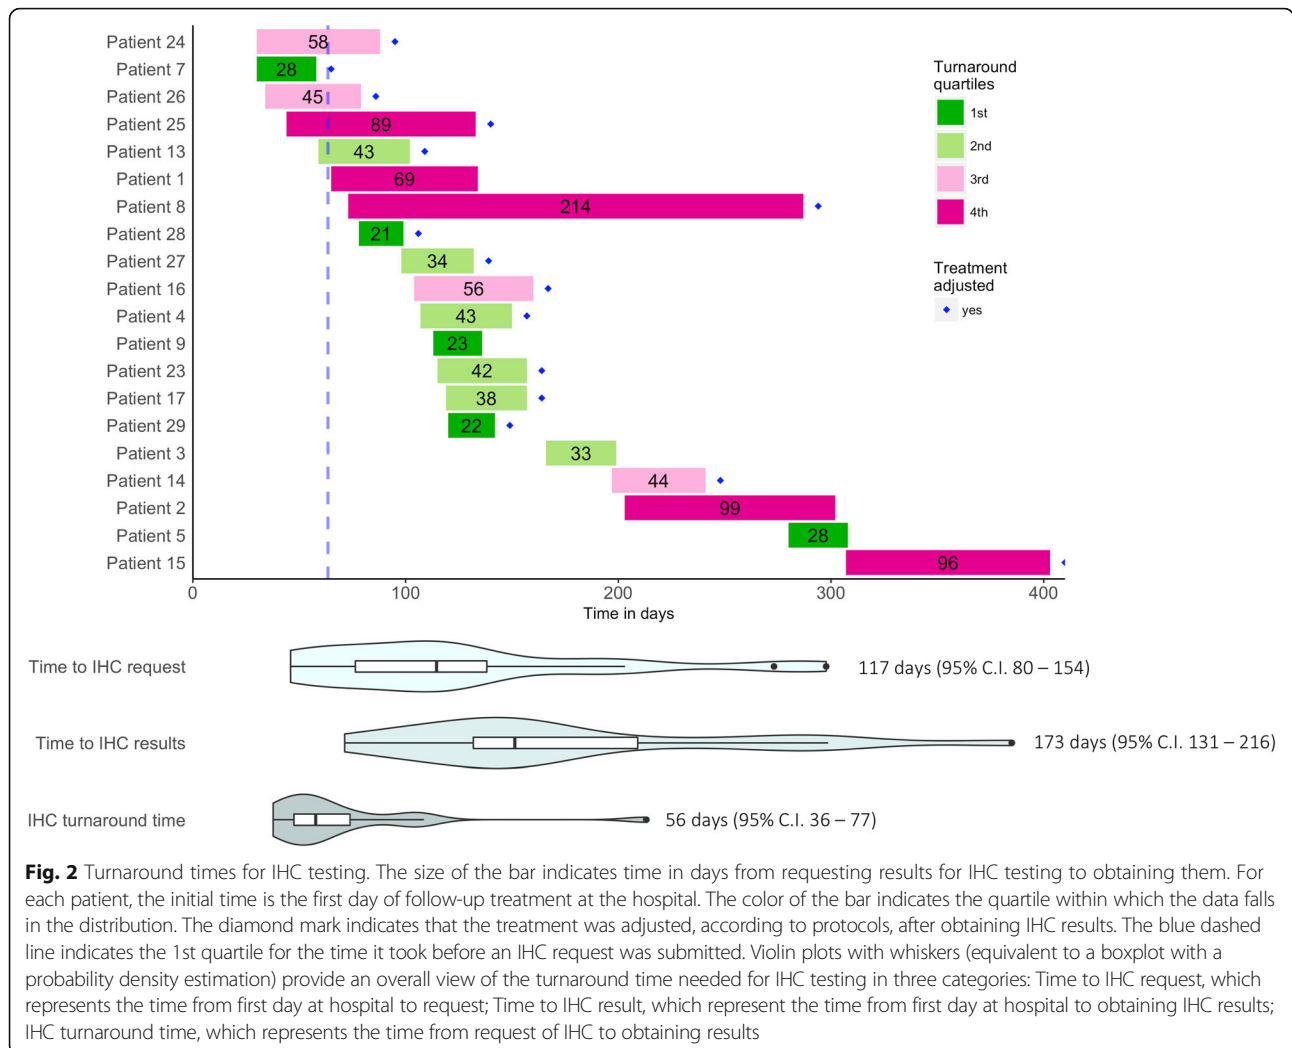 Patient 24
58
Patient 7
28
Patient 26
45
Patient 25
89
Patient 13
43
Patient 1
69
Patient 8
214
Patient 28
21
Patient 27
34
Patient 16
56
Patient 4
43
Patient 9
23
Patient 23
42
Patient 17
38
Patient 29
22
Patient 3
33
Patient 14
44
Patient 2
99
Patient 5
28
Patient 15
96
0 100 200 300 400
Time in days
Turnaround
quartiles
1st
2nd
3rd
4th
Treatment
adjusted
yes
Time to IHC request
117 days (95% C.I. 80 – 154)
Time to IHC results
173 days (95% C.I. 131 – 216)
IHC turnaround time
56 days (95% C.I. 36 – 77)
Fig. 2 Turnaround times for IHC testing. The size of the bar indicates time in days from requesting results for IHC testing to obtaining them. For
each patient, the initial time is the first day of follow-up treatment at the hospital. The color of the bar indicates the quartile within which the data falls
in the distribution. The diamond mark indicates that the treatment was adjusted, according to protocols, after obtaining IHC results. The blue dashed
line indicates the 1st quartile for the time it took before an IHC request was submitted. Violin plots with whiskers (equivalent to a boxplot with a
probability density estimation) provide an overall view of the turnaround time needed for IHC testing in three categories: Time to IHC request, which
represents the time from first day at hospital to request; Time to IHC result, which represent the time from first day at hospital to obtaining IHC results;
IHC turnaround time, which represents the time from request of IHC to obtaining results